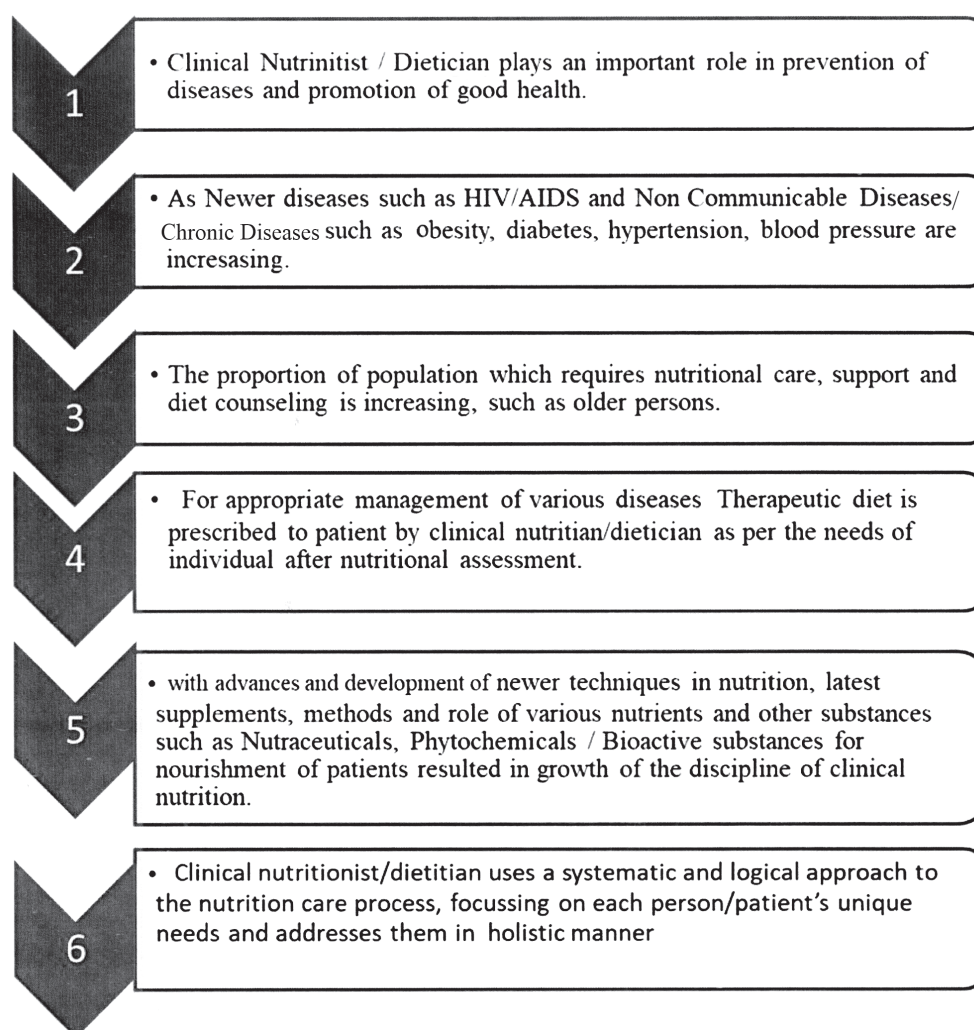 1
• Clinical Nutrinitist / Dietician plays an important role in prevention of
diseases and promotion of good health.
2
• As Newer diseases such as HIV/AIDS and Non Communicable Diseases/
Chronic Diseases such as obesity, diabetes, hypertension, blood pressure are
incresasing.
3
• The proportion of population which requires nutritional care, support and
diet counseling is increasing, such as older persons.
4
• For appropriate management of various diseases Therapeutic diet is
prescribed to patient by clinical nutritian/dietician as per the needs of
individual after nutritional assessment.
5
• with advances and development of newer techniques in nutrition, latest
supplements, methods and role of various nutrients and other substances
such as Nutraceuticals, Phytochemicals / Bioactive substances for
nourishment of patients resulted in growth of the discipline of clinical
nutrition.
6
• Clinical nutritionist/dietitian uses a systematic and logical approach to
the nutrition care process, focussing on each person/patient's unique
needs and addresses them in holistic manner